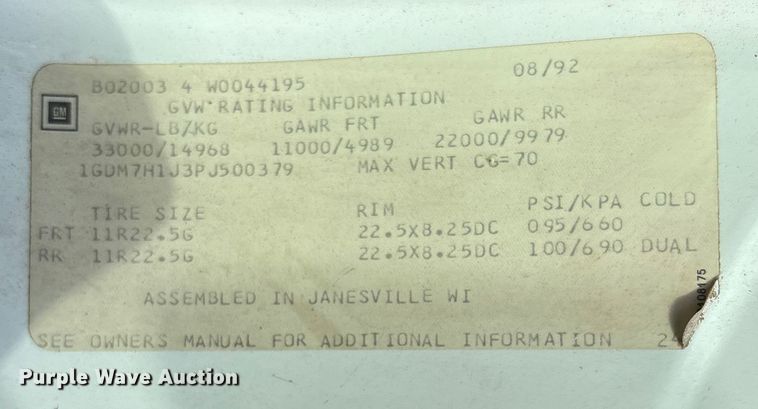 B02003 4 W0044195 08/92
GM
GVW RATING INFORMATION
GVWR-LB/KG GAWR FRT GAWR RR
33000/14968 11000/4989 22000/9979
1GDM7H1J3PJ500379 MAX VERT CG=70
TIRE SIZE RIM PSI/KPA COLD
FRT 11R22.5G 22.5X8.25DC 095/660
RR 11R22.5G 22.5X8.25DC 100/690 DUAL
ASSEMBLED IN JANESVILLE WI
SEE OWNERS MANUAL FOR ADDITIONAL INFORMATION
Purple Wave Auction